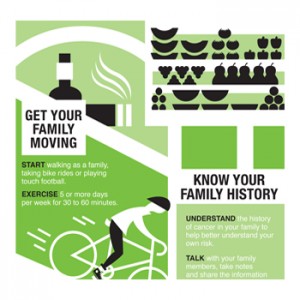 GET YOUR
FAMILY
MOVING
START walking as a family,
taking bike rides or playing
touch football.
EXERCISE 5 or more days
per week for 30 to 60 minutes.
KNOW YOUR
FAMILY HISTORY
UNDERSTAND the history
of cancer in your family to
help better understand your
own risk.
TALK with your family
members, take notes
and share the information